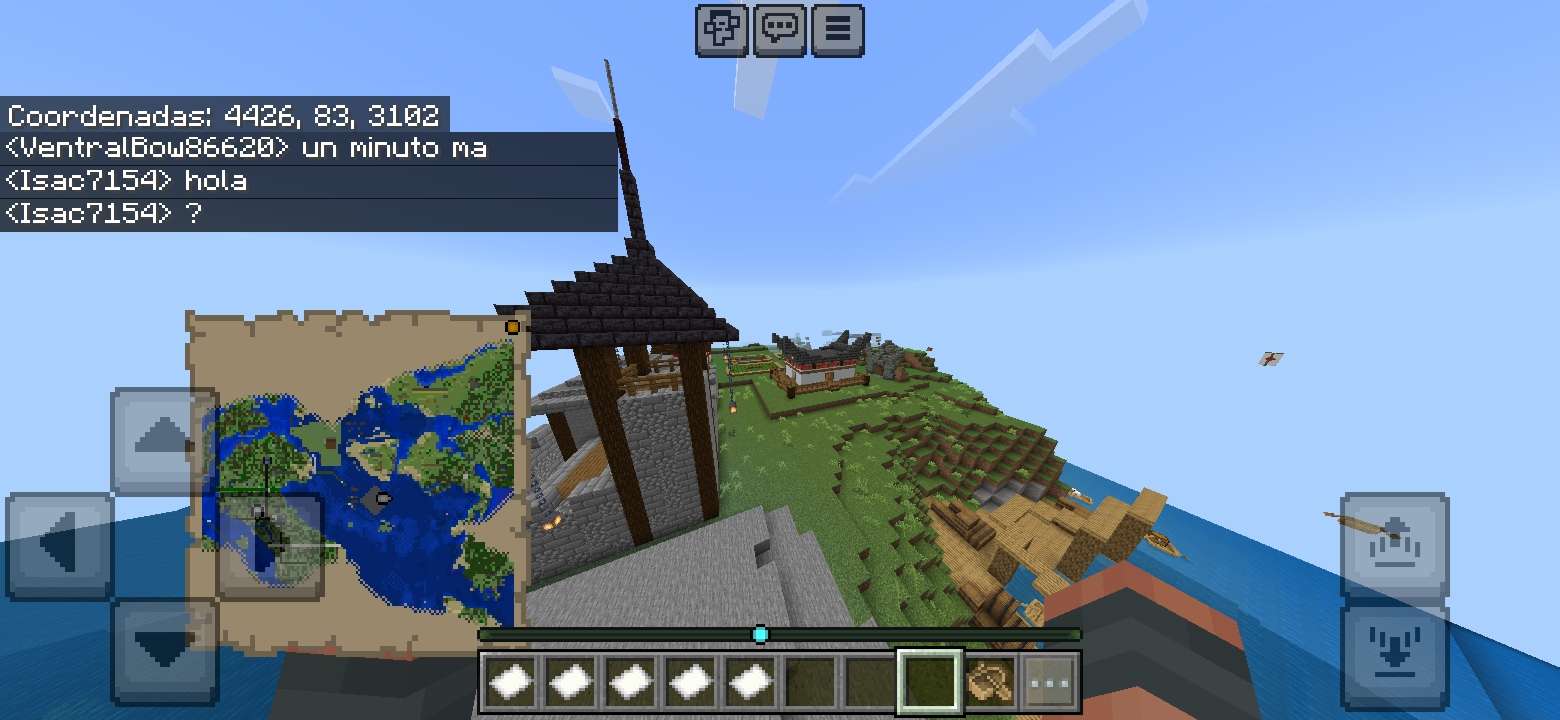 Coordenadas: 4426, 83, 3102
<VentralBow86620> un minuto ma
<Isac7154> hola
<Isac7154> ?